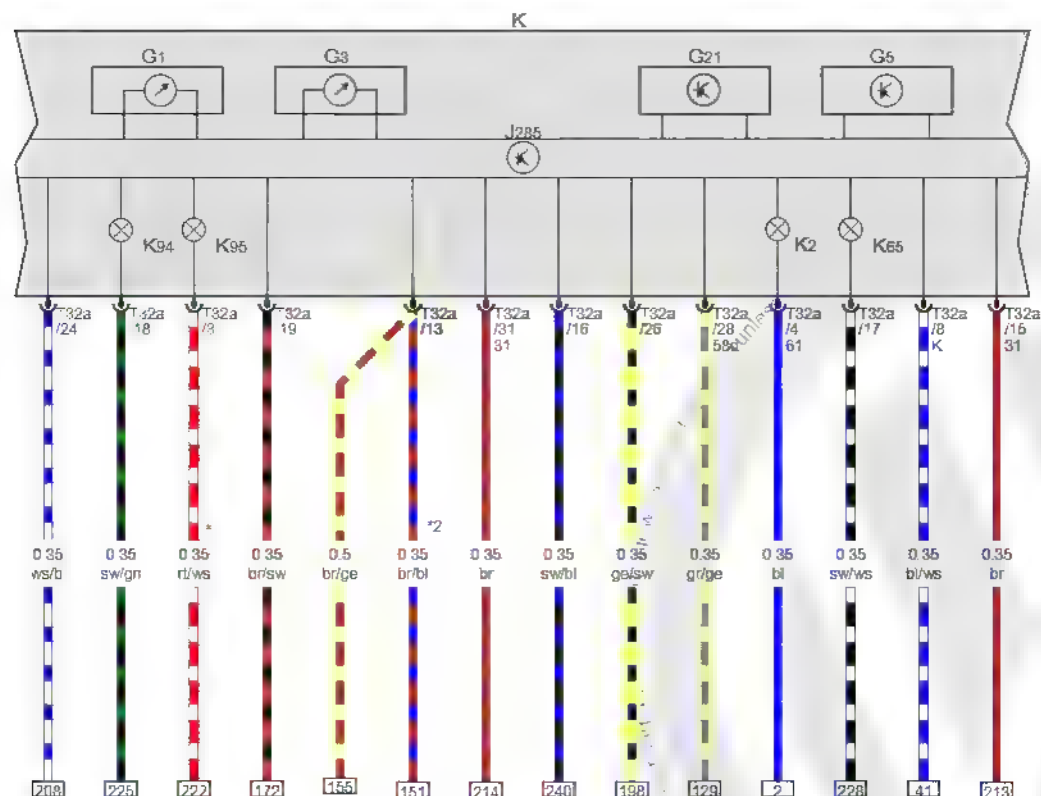 K
G1 G3 G21 G5
J285
K94 K95 K2 K65
T32a T32a T32a T32a T32a T32a T32a T32a T32a T32a T32a T32a T32a
/24 /18 /3 19 /13 /31 /16 /26 /28 /4 /17 /8 /15
31 58d 61 K 31
unles
* *2
0.35 0.35 0.35 0.35 0.5 0.35 0.35 0.35 0.35 0.35 0.35 0.35 0.35 0.35
ws/b sw/gn rt/ws br/sw br/ge br/bl br sw/bl ge/sw gr/ge bl sw/ws bl/ws br
208 225 222 172 155 151 214 240 198 129 2 228 41 213